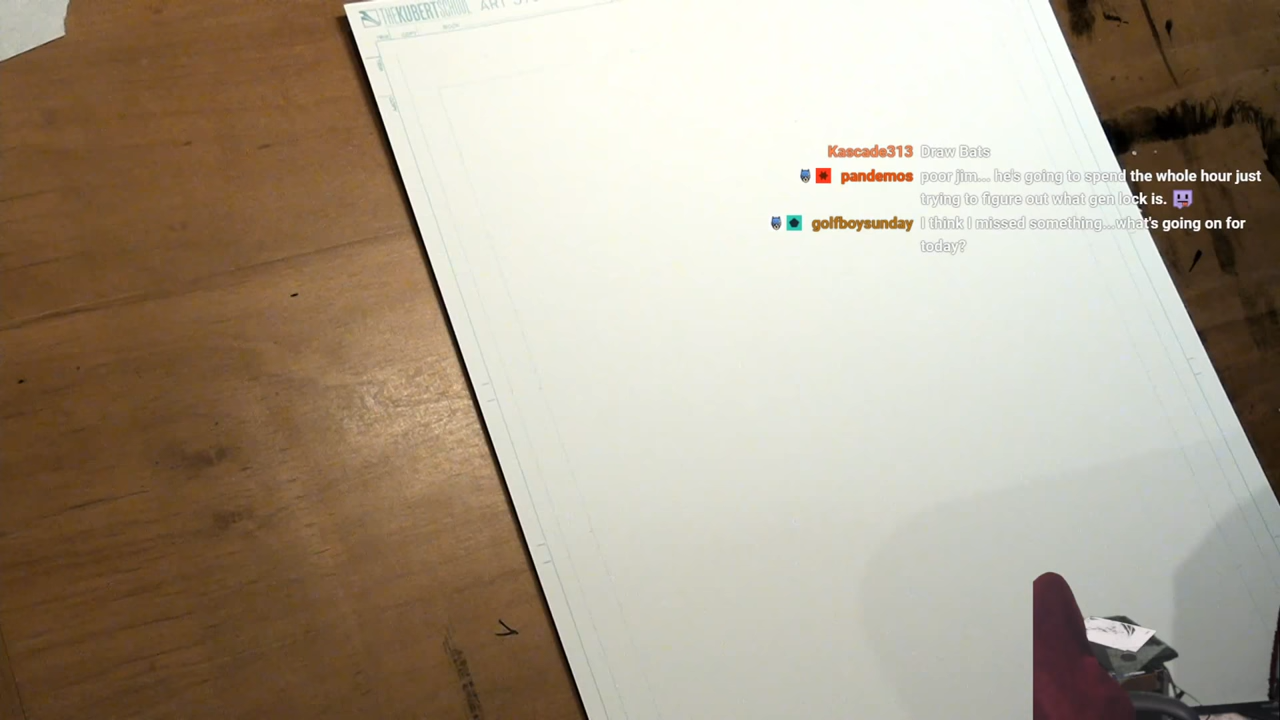 THE KUBERT SCHOOL ART
Kascade313 Draw Bats
pandemos poor jim... he's going to spend the whole hour just
trying to figure out what gen lock is.
golfboysunday I think I missed something...what's going on for
today?